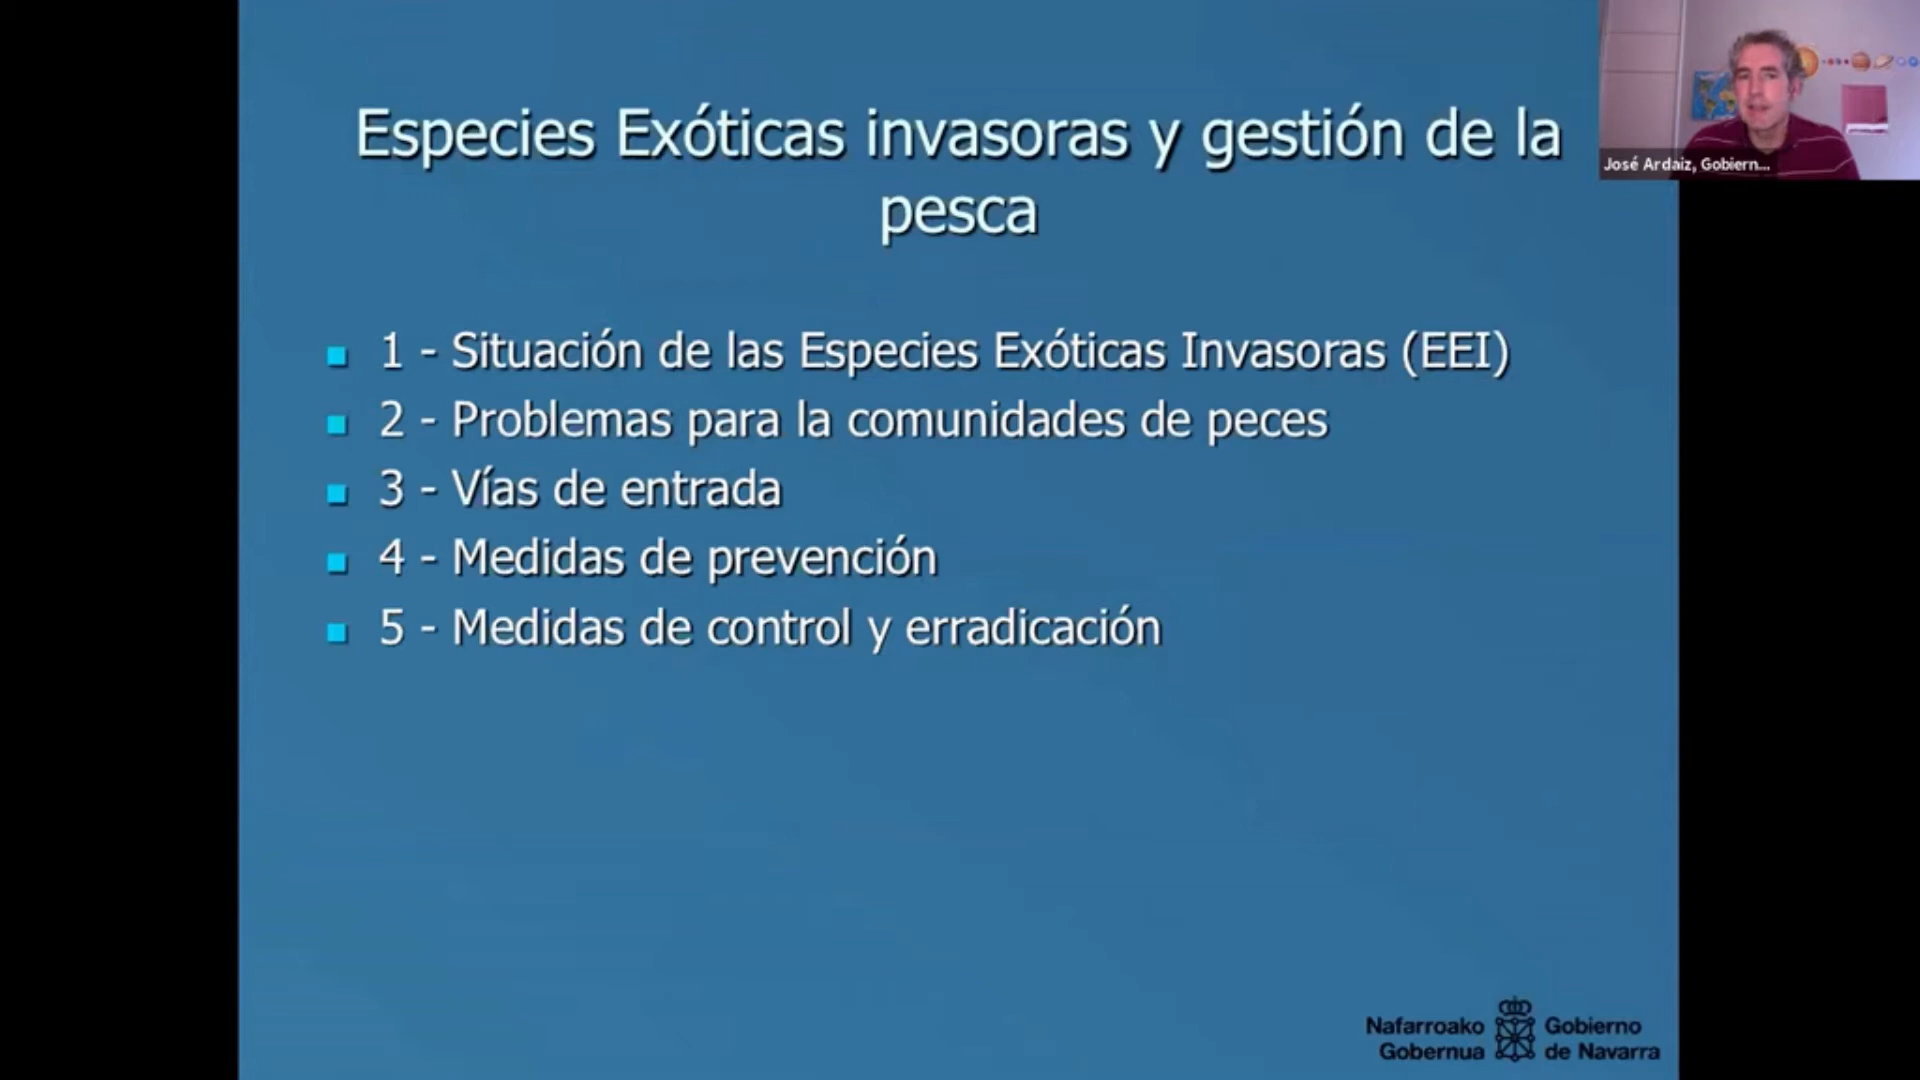 Especies Exóticas invasoras y gestión de la
pesca
1 - Situación de las Especies Exóticas Invasoras (EEI)
2 - Problemas para la comunidades de peces
3 - Vías de entrada
4 - Medidas de prevención
5 - Medidas de control y erradicación
José Ardaiz, Gobiern...
Nafarroako
Gobernua
Gobierno
de Navarra